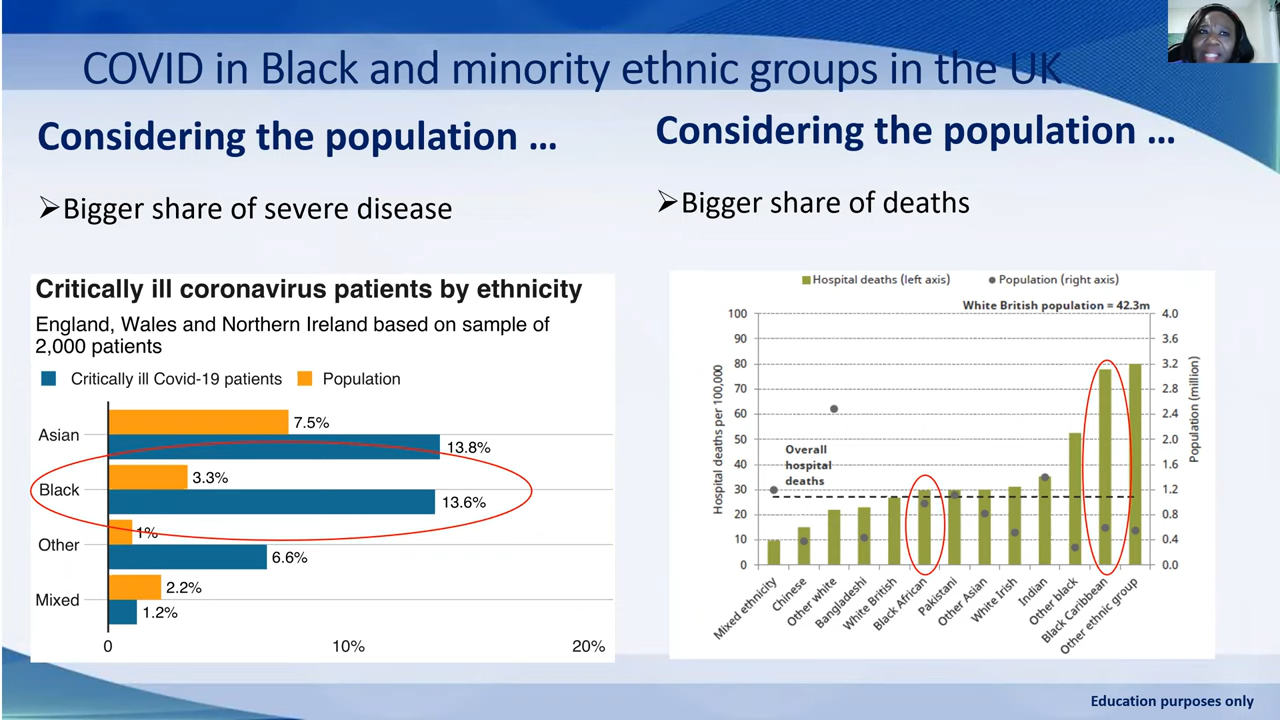 COVID in Black and minority ethnic groups in the UK
Considering the population ...
➢Bigger share of severe disease
Critically ill coronavirus patients by ethnicity
England, Wales and Northern Ireland based on sample of
2,000 patients
Critically ill Covid-19 patients
Population
Asian
7.5%
13.8%
Black
3.3%
13.6%
Other
1%
6.6%
Mixed
2.2%
1.2%
0
10%
20%
Considering the population ...
➢Bigger share of deaths
Hospital deaths (left axis)
Population (right axis)
White British population = 42.3m
Hospital deaths per 100,000
100
90
80
70
60
50
40
30
20
10
0
Overall
hospital
deaths
4.0
3.6
3.2
2.8
2.4
2.0
1.6
1.2
0.8
0.4
0.0
Population (million)
Mixed ethnicity
Chinese
Other white
Bangladeshi
White British
Black African
Pakistani
Other Asian
White Irish
Indian
Other black
Black Caribbean
Other ethnic group
Education purposes only